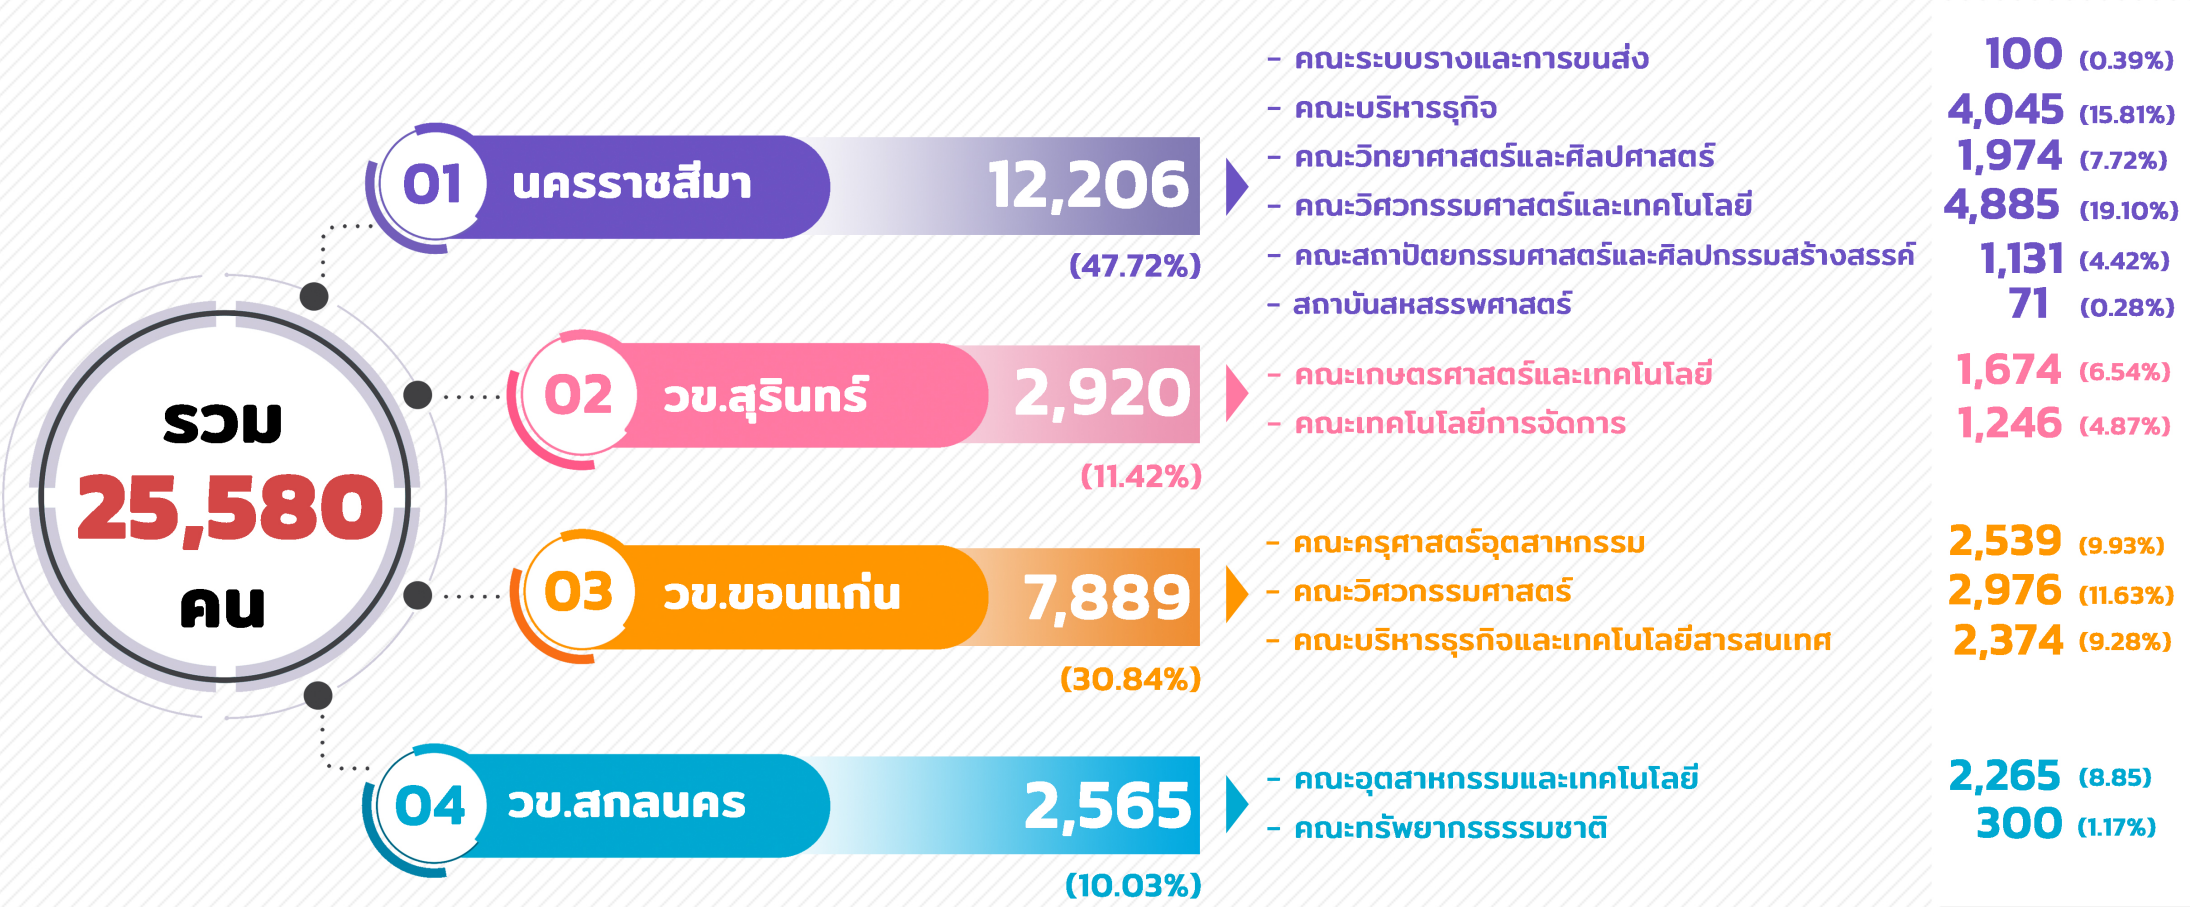 รวม
25,580
คน
01 นครราชสีมา 12,206
(47.72%)
- คณะระบบรางและการขนส่ง 100 (0.39%)
- คณะบริหารธุกิจ 4,045 (15.81%)
- คณะวิทยาศาสตร์และศิลปศาสตร์ 1,974 (7.72%)
- คณะวิศวกรรมศาสตร์และเทคโนโลยี 4,885 (19.10%)
- คณะสถาปัตยกรรมศาสตร์และศิลปกรรมสร้างสรรค์ 1,131 (4.42%)
- สถาบันสหสรรพศาสตร์ 71 (0.28%)
02 วข.สุรินทร์ 2,920
(11.42%)
- คณะเกษตรศาสตร์และเทคโนโลยี 1,674 (6.54%)
- คณะเทคโนโลยีการจัดการ 1,246 (4.87%)
03 วข.ขอนแก่น 7,889
(30.84%)
- คณะครุศาสตร์อุตสาหกรรม 2,539 (9.93%)
- คณะวิศวกรรมศาสตร์ 2,976 (11.63%)
- คณะบริหารธุรกิจและเทคโนโลยีสารสนเทศ 2,374 (9.28%)
04 วข.สกลนคร 2,565
(10.03%)
- คณะอุตสาหกรรมและเทคโนโลยี 2,265 (8.85)
- คณะทรัพยากรธรรมชาติ 300 (1.17%)